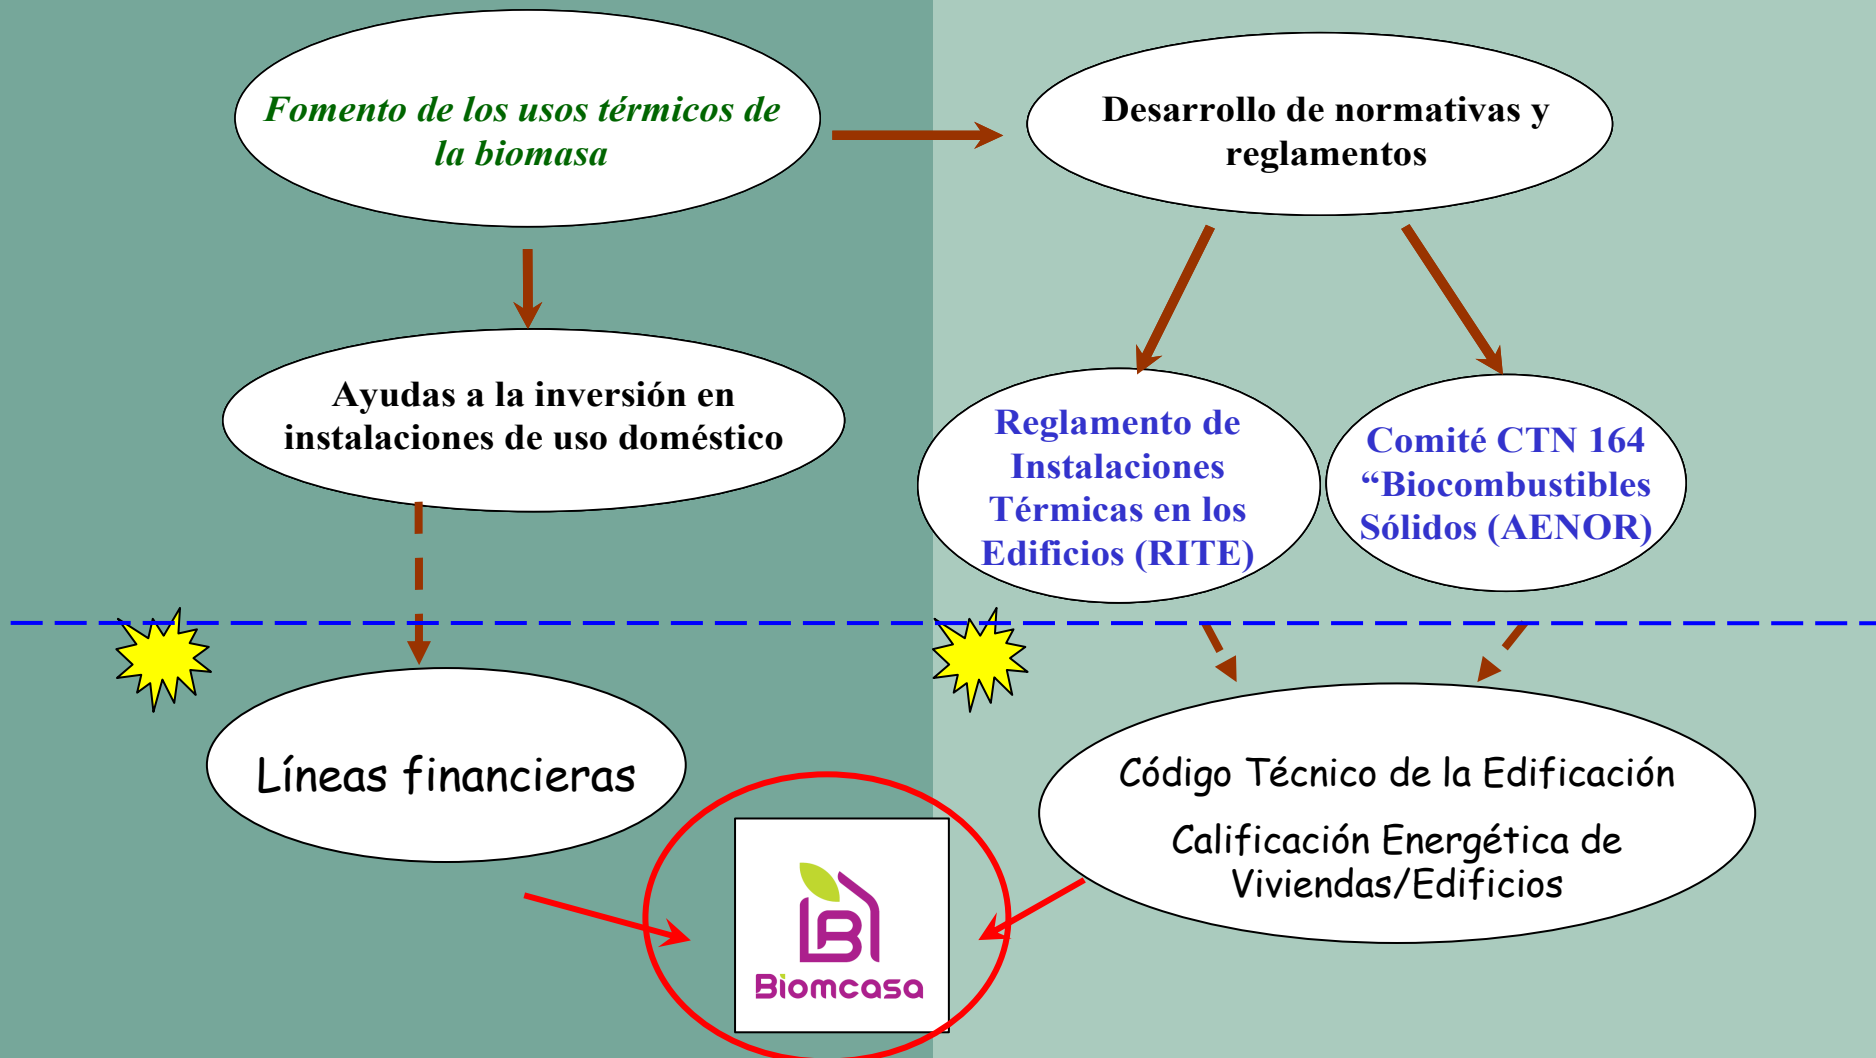 Fomento de los usos térmicos de
la biomasa
Desarrollo de normativas y
reglamentos
Ayudas a la inversión en
instalaciones de uso doméstico
Reglamento de
Instalaciones
Térmicas en los
Edificios (RITE)
Comité CTN 164
“Biocombustibles
Sólidos (AENOR)
Líneas financieras
Código Técnico de la Edificación
Calificación Energética de
Viviendas/Edificios
B
Biomcasa